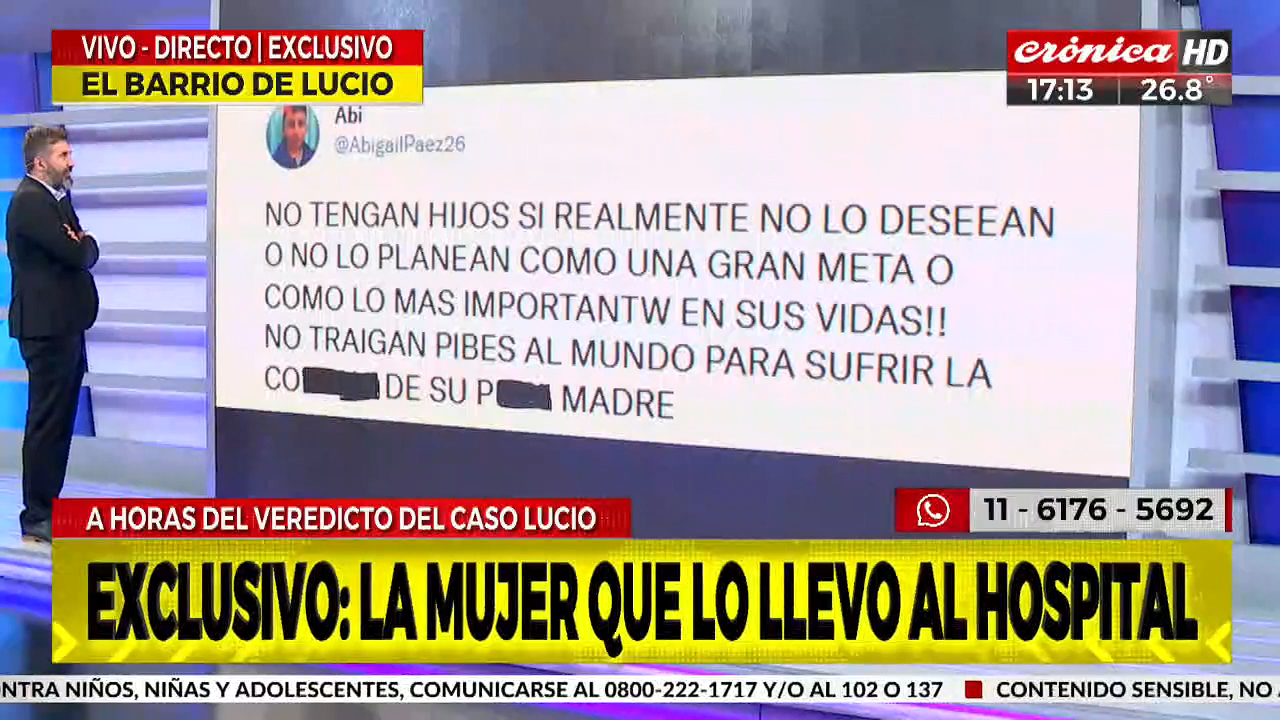 VIVO - DIRECTO | EXCLUSIVO
EL BARRIO DE LUCIO
crónica HD
17:13 26.8°
Abi
@AbigailPaez26
NO TENGAN HIJOS SI REALMENTE NO LO DESEEAN
O NO LO PLANEAN COMO UNA GRAN META O
COMO LO MAS IMPORTANTW EN SUS VIDAS!!
NO TRAIGAN PIBES AL MUNDO PARA SUFRIR LA
CO DE SU P MADRE
A HORAS DEL VEREDICTO DEL CASO LUCIO
11 - 6176 - 5692
EXCLUSIVO: LA MUJER QUE LO LLEVO AL HOSPITAL
ONTRA NIÑOS, NIÑAS Y ADOLESCENTES, COMUNICARSE AL 0800-222-1717 Y/O AL 102 O 137 CONTENIDO SENSIBLE, NO A